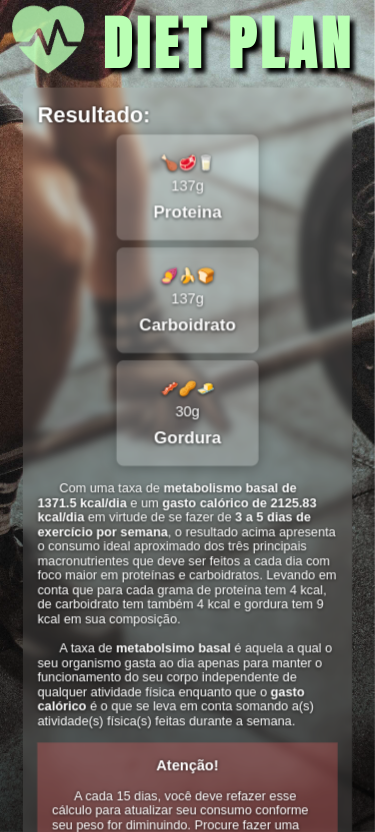 DIET PLAN
Resultado:
137g
Proteina
137g
Carboidrato
30g
Gordura
Com uma taxa de metabolismo basal de
1371.5 kcal/dia e um gasto calórico de 2125.83
kcal/dia em virtude de se fazer de 3 a 5 dias de
exercício por semana, o resultado acima apresenta
o consumo ideal aproximado dos três principais
macronutrientes que deve ser feitos a cada dia com
foco maior em proteínas e carboidratos. Levando em
conta que para cada grama de proteína tem 4 kcal,
de carboidrato tem também 4 kcal e gordura tem 9
kcal em sua composição.
A taxa de metabolsimo basal é aquela a qual o
seu organismo gasta ao dia apenas para manter o
funcionamento do seu corpo independente de
qualquer atividade física enquanto que o gasto
calórico é o que se leva em conta somando a(s)
atividade(s) física(s) feitas durante a semana.
Atenção!
A cada 15 dias, você deve refazer esse
cálculo para atualizar seu consumo conforme
seu peso for diminuindo. Procure fazer uma